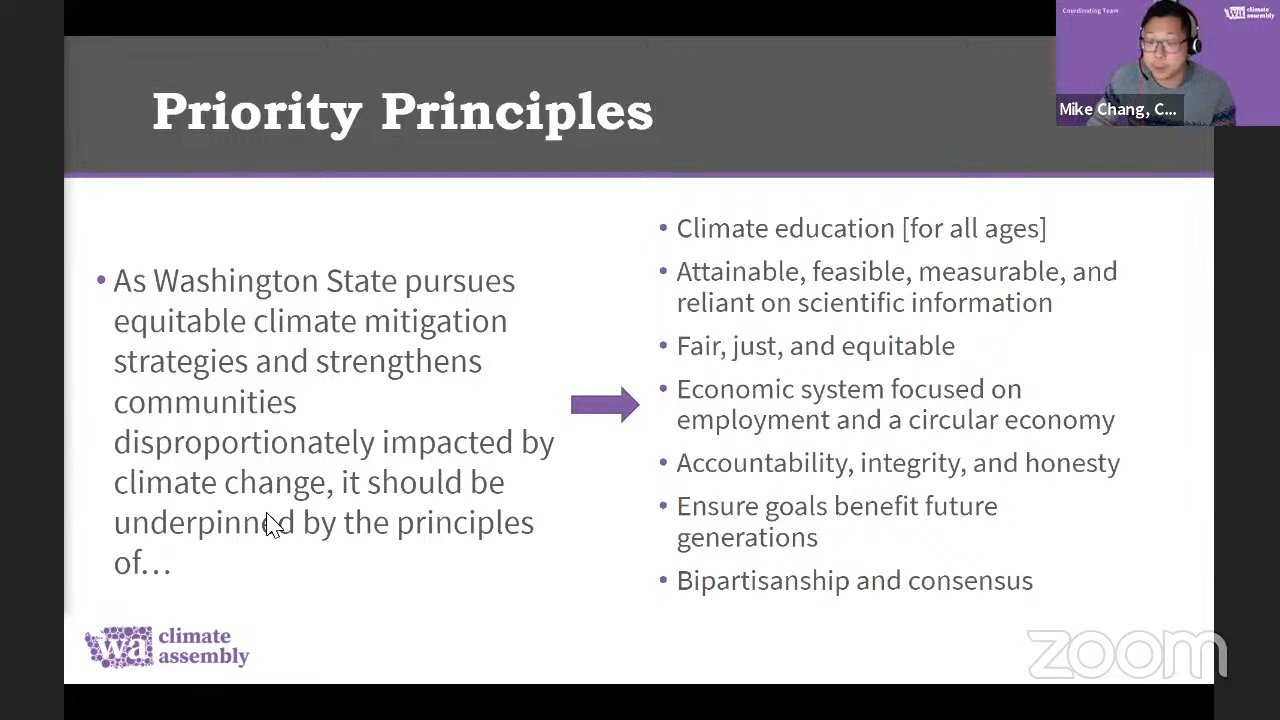 Coordinating Team
wa climate
assembly
Mike Chang, C...
Priority Principles
• As Washington State pursues
equitable climate mitigation
strategies and strengthens
communities
disproportionately impacted by
climate change, it should be
underpinned by the principles
of…
• Climate education [for all ages]
• Attainable, feasible, measurable, and
reliant on scientific information
• Fair, just, and equitable
• Economic system focused on
employment and a circular economy
• Accountability, integrity, and honesty
• Ensure goals benefit future
generations
• Bipartisanship and consensus
wa climate
assembly
zoom